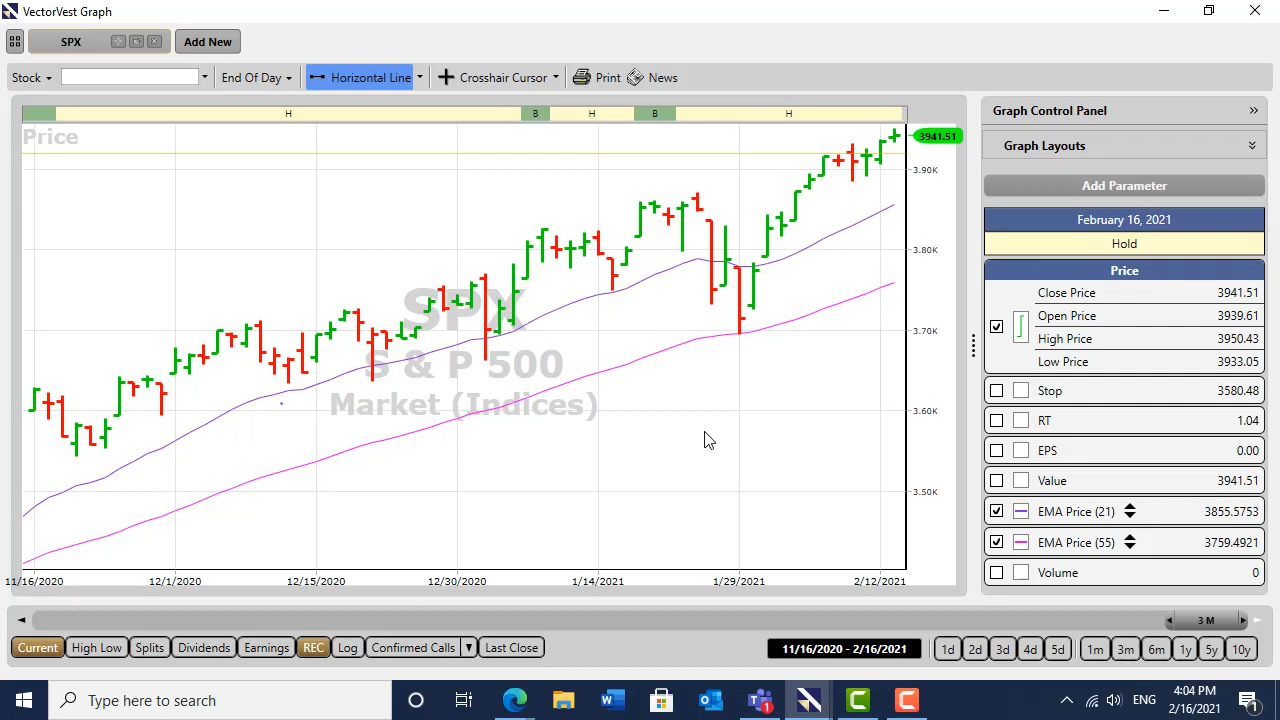 VectorVest Graph
SPX
Add New
Stock
End Of Day
Horizontal Line
Crosshair Cursor
Print
News
H
B
H
B
H
Price
3941.51
3.90K
3.80K
3.70K
3.60K
3.50K
SPX
S & P 500
Market (Indices)
11/16/2020
12/1/2020
12/15/2020
12/30/2020
1/14/2021
1/29/2021
2/12/2021
Graph Control Panel
Graph Layouts
Add Parameter
February 16, 2021
Hold
Price
Close Price 3941.51
Open Price 3939.61
High Price 3950.43
Low Price 3933.05
Stop 3580.48
RT 1.04
EPS 0.00
Value 3941.51
EMA Price (21) 3855.5753
EMA Price (55) 3759.4921
Volume 0
3 M
Current
High Low
Splits
Dividends
Earnings
REC
Log
Confirmed Calls
Last Close
11/16/2020 - 2/16/2021
1d
2d
3d
4d
5d
1m
3m
6m
1y
5y
10y
Type here to search
ENG
4:04 PM
2/16/2021
1
1